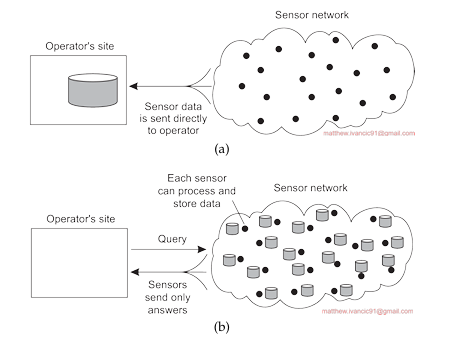 Sensor network
Operator's site
Sensor data
is sent directly
to operator
matthew.ivancic91@gmail.com
(a)
Each sensor
can process and
store data
Sensor network
Operator's site
Query
Sensors
send only
answers
matthew.ivancic91@gmail.com
(b)